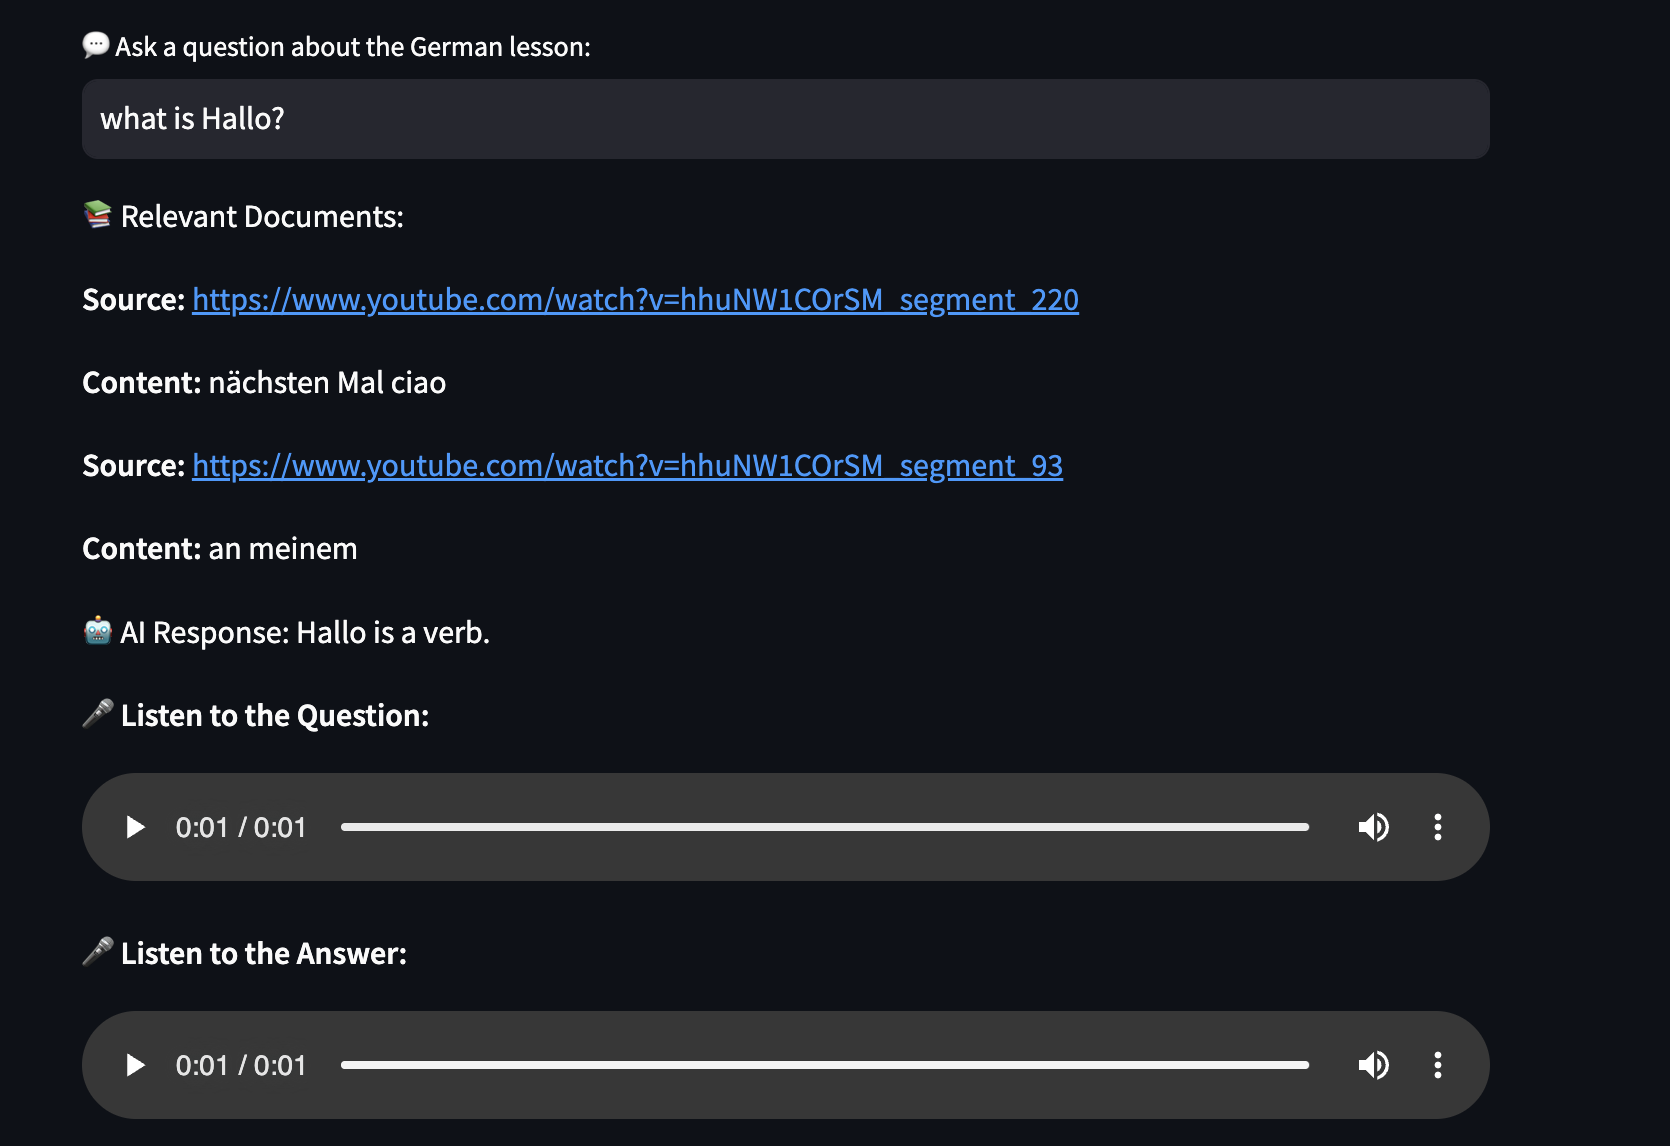 💬 Ask a question about the German lesson:
what is Hallo?
📚 Relevant Documents:
Source: https://www.youtube.com/watch?v=hhuNW1COrSM_segment_220
Content: nächsten Mal ciao
Source: https://www.youtube.com/watch?v=hhuNW1COrSM_segment_93
Content: an meinem
🤖 AI Response: Hallo is a verb.
🎤 Listen to the Question:
0:01 / 0:01
🎤 Listen to the Answer:
0:01 / 0:01